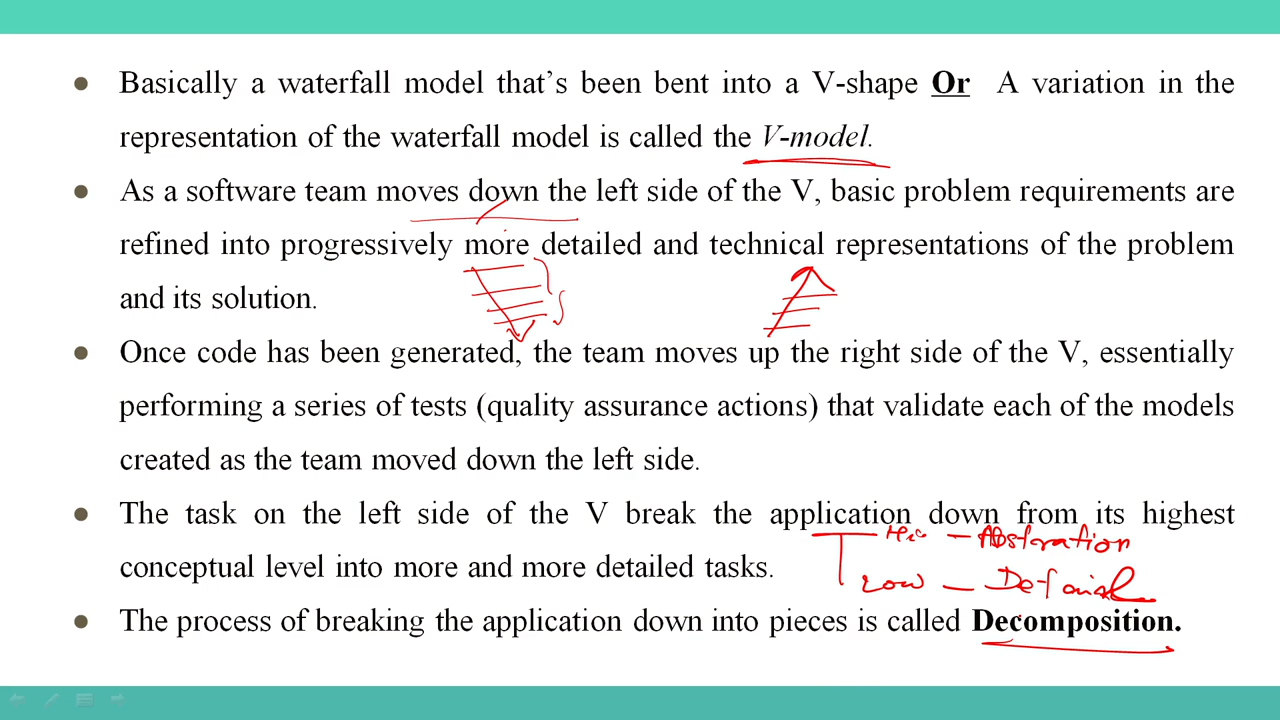 ● Basically a waterfall model that’s been bent into a V-shape Or A variation in the
representation of the waterfall model is called the V-model.
● As a software team moves down the left side of the V, basic problem requirements are
refined into progressively more detailed and technical representations of the problem
and its solution.
● Once code has been generated, the team moves up the right side of the V, essentially
performing a series of tests (quality assurance actions) that validate each of the models
created as the team moved down the left side.
● The task on the left side of the V break the application down from its highest
— Abstration
conceptual level into more and more detailed tasks.
Low —
● The process of breaking the application down into pieces is called Decomposition.